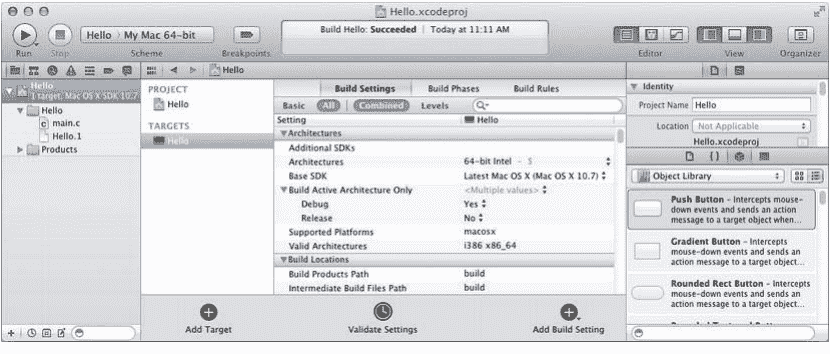 Hello.xcodeproj
Build Hello: Succeeded | Today at 11:11 AM
Hello
My Mac 64-bit
Run
Stop
Scheme
Breakpoints
Editor
View
Organizer
Hello
Hello
1 target, Mac OS X SDK 10.7
Hello
main.c
Hello.1
Products
PROJECT
Hello
TARGETS
Hello
Build Settings
Build Phases
Build Rules
Basic
All
Combined
Levels
Setting
Hello
Architectures
Additional SDKs
Architectures
64-bit Intel - $
Base SDK
Latest Mac OS X (Mac OS X 10.7)
Build Active Architecture Only
<Multiple values>
Debug
Yes
Release
No
Supported Platforms
macosx
Valid Architectures
i386 x86_64
Build Locations
Build Products Path
build
Intermediate Build Files Path
build
Add Target
Validate Settings
Add Build Setting
Identity
Project Name
Hello
Location
Not Applicable
Hello.xcodeproj
Object Library
Push Button - Intercepts mouse-
down events and sends an action
message to a target object when...
Gradient Button - Intercepts
mouse-down events and sends an
action message to a target object...
Rounded Rect Button - Intercepts
mouse-down events and sends an
action message to a target object...